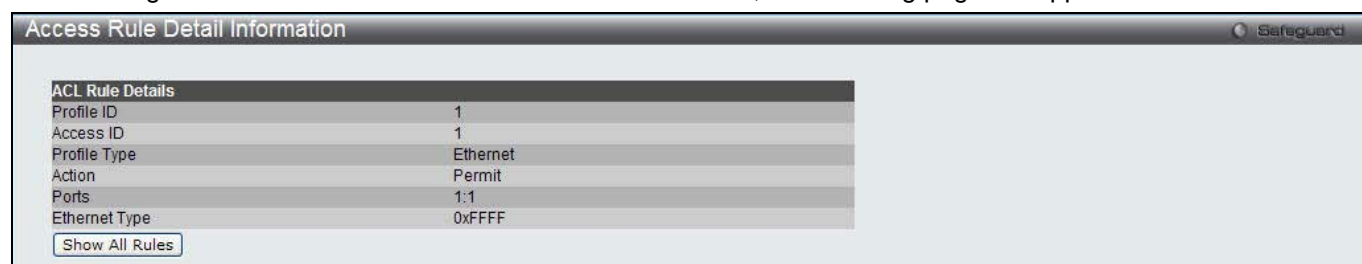 Access Rule Detail Information
Safeguard
ACL Rule Details
Profile ID 1
Access ID 1
Profile Type Ethernet
Action Permit
Ports 1:1
Ethernet Type 0xFFFF
Show All Rules